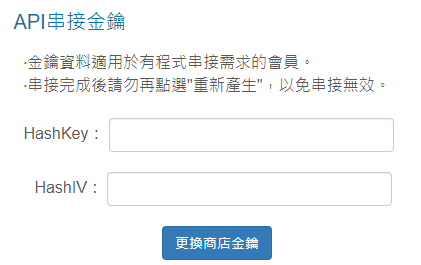 API串接金鑰
·金鑰資料適用於有程式串接需求的會員。
·串接完成後請勿再點選"重新產生"，以免串接無效。
HashKey：
HashIV：
更換商店金鑰